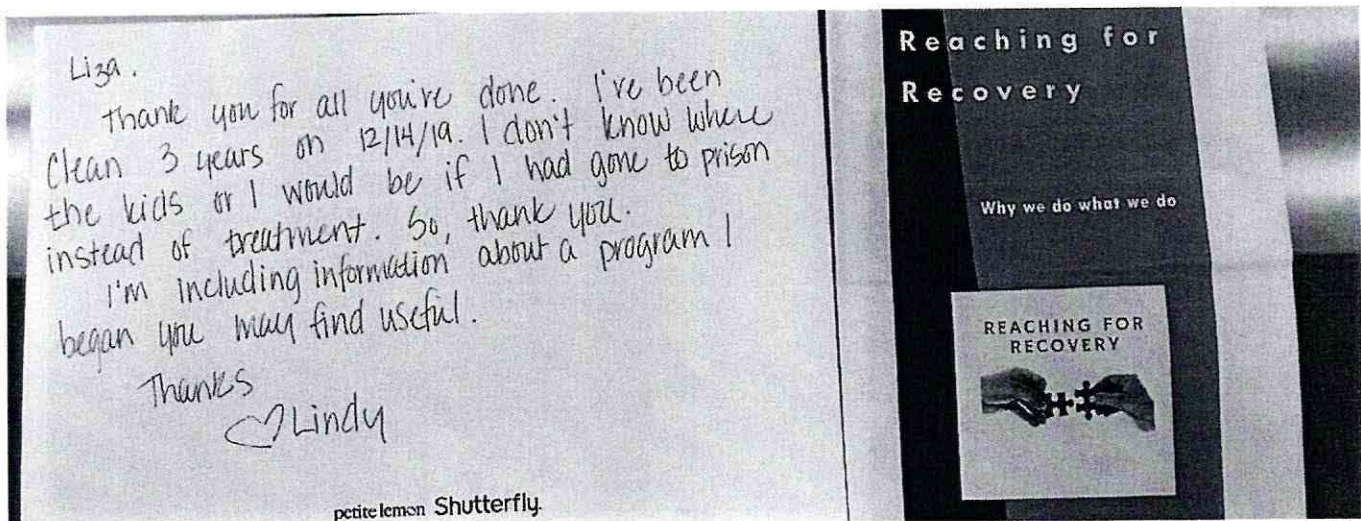 Liza.
Thank you for all you've done. I've been
Clean 3 years on 12/14/19. I don't know where
the kids or I would be if I had gone to prison
instead of treatment. So, thank you.
I'm including information about a program I
began you may find useful.
Thanks
♡Lindy
petite lemon Shutterfly.
Reaching for
Recovery
Why we do what we do
REACHING FOR
RECOVERY